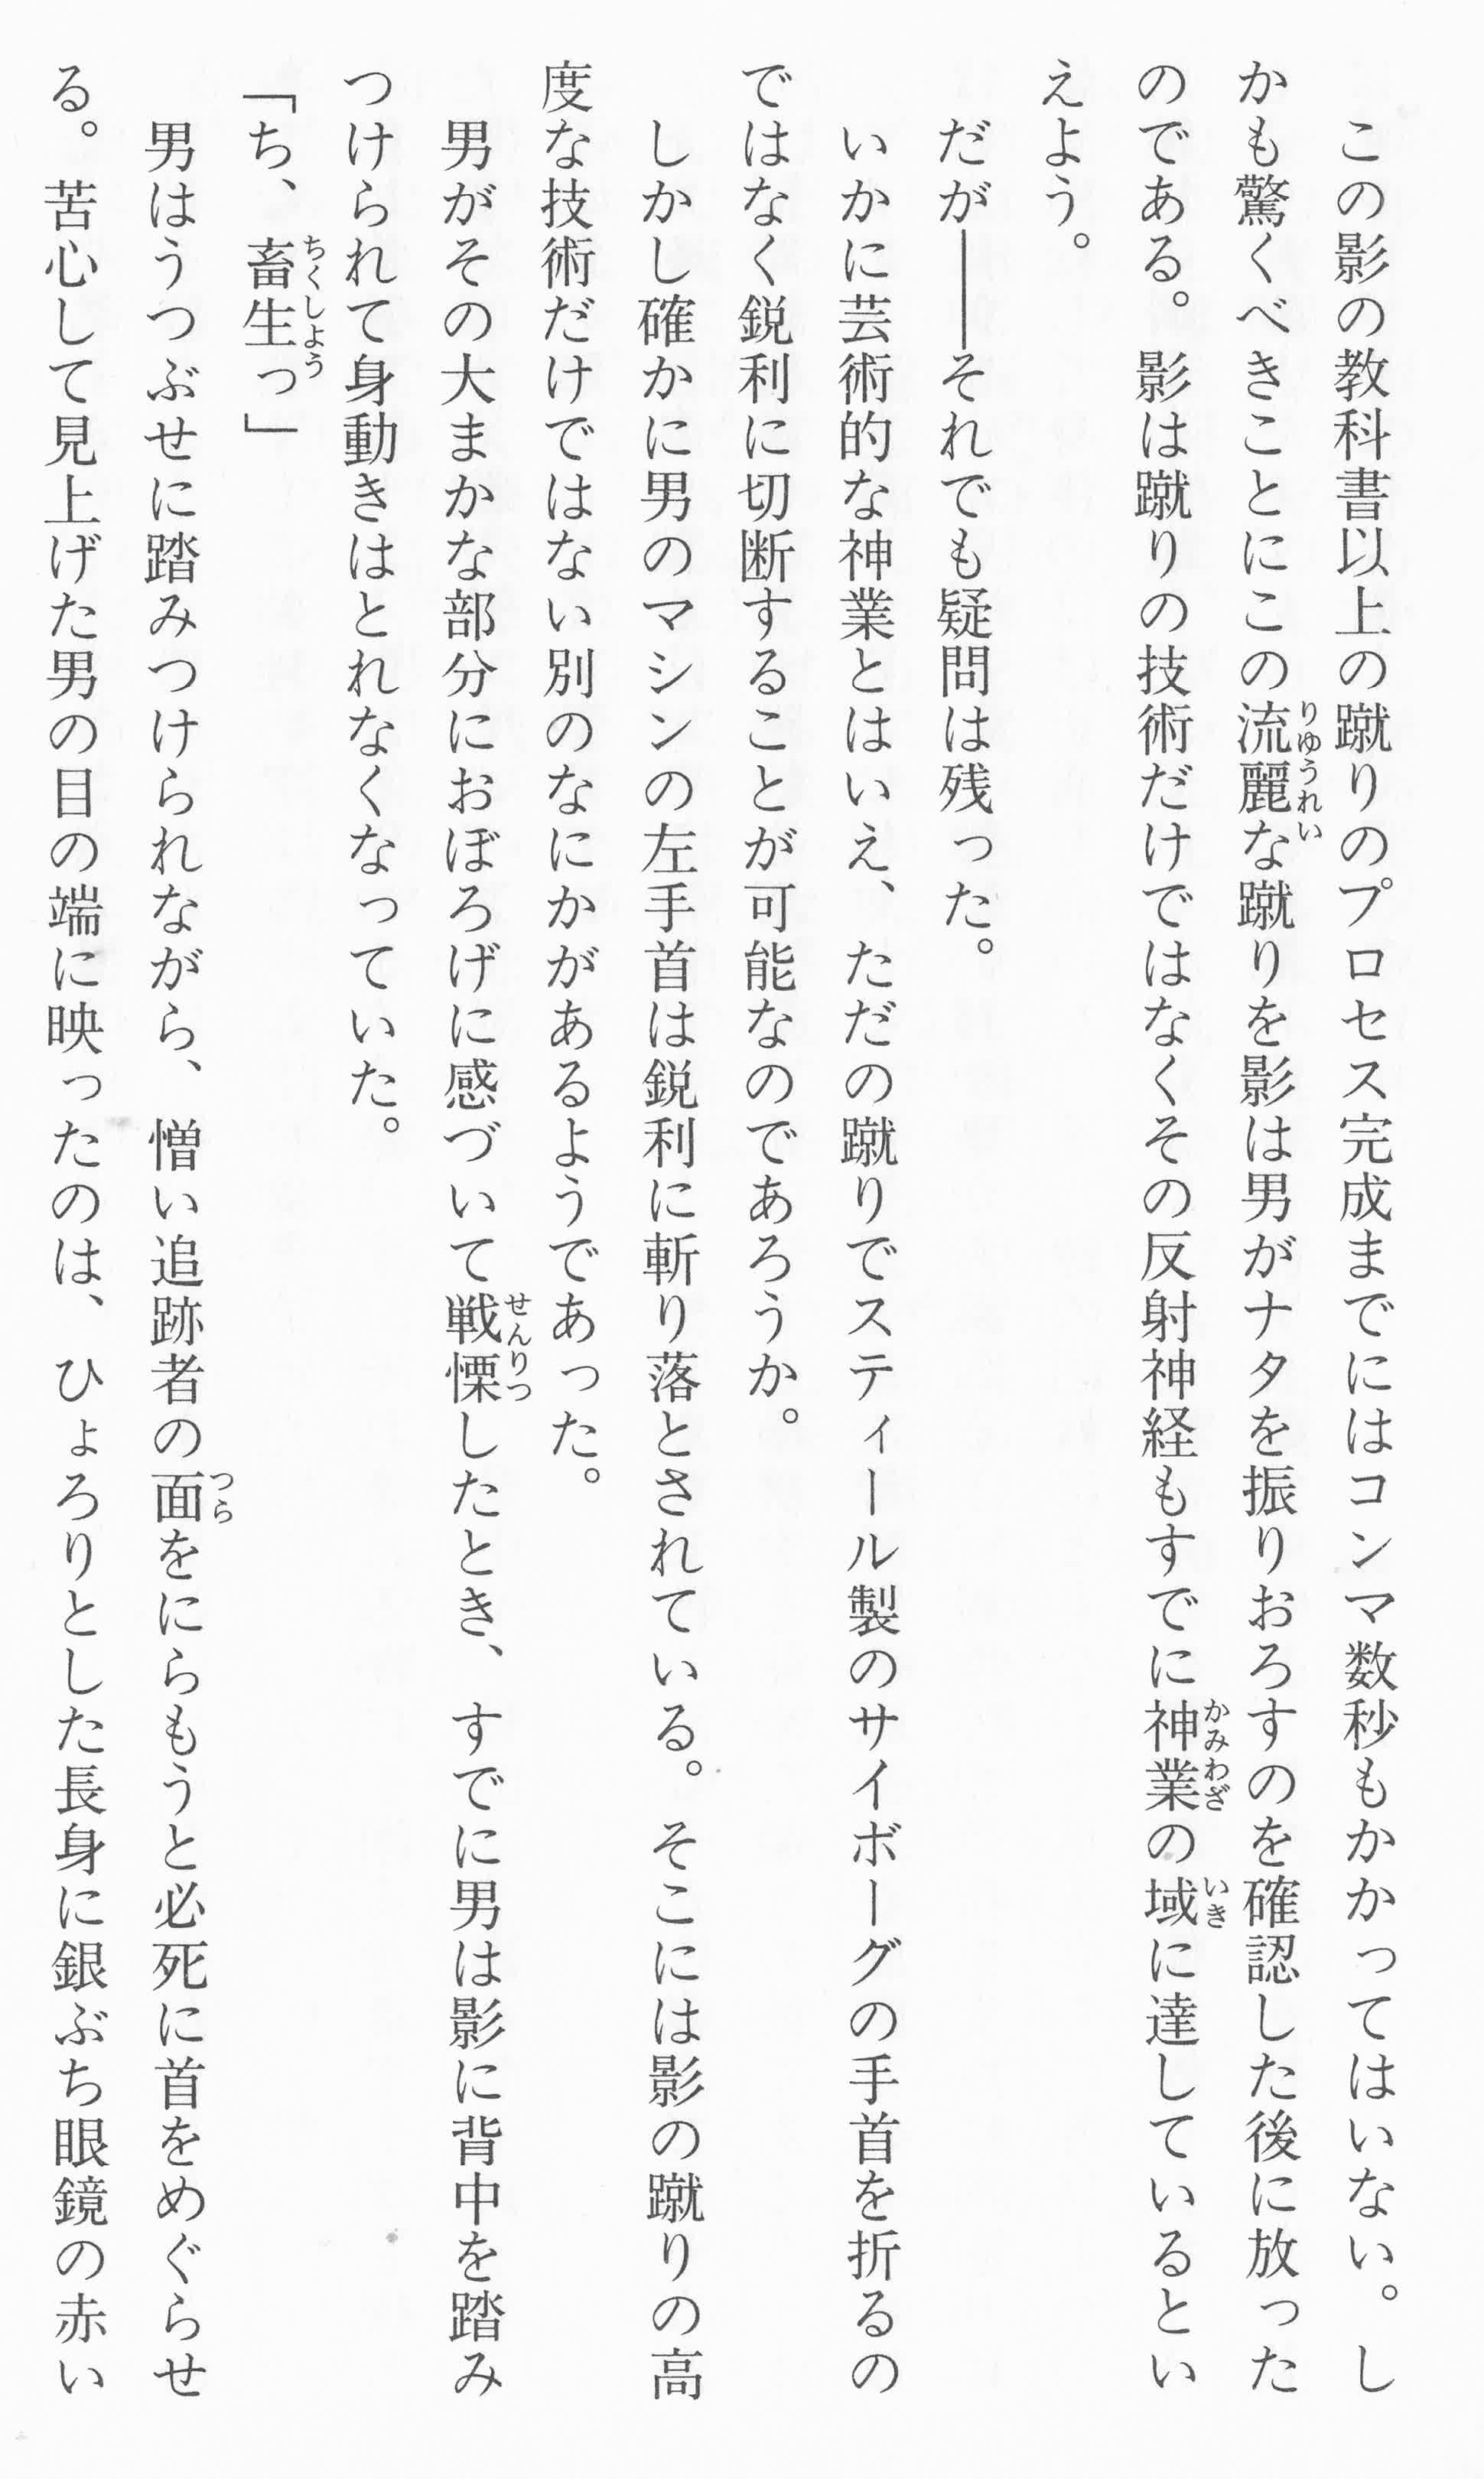 この影の教科書以上の蹴りのプロセス完成までにはコンマ数秒もかかってはいない。し
かも驚くべきことにこの流麗な蹴りを影は男がナタを振りおろすのを確認した後に放った
のである。影は蹴りの技術だけではなくその反射神経もすでに神業の域に達しているとい
えよう。
　だが――それでも疑問は残った。
　いかに芸術的な神業とはいえ、ただの蹴りでスティール製のサイボーグの手首を折るの
ではなく鋭利に切断することが可能なのであろうか。
　しかし確かに男のマシンの左手首は鋭利に斬り落とされている。そこには影の蹴りの高
度な技術だけではない別のなにかがあるようであった。
　男がその大まかな部分におぼろげに感づいて戦慄したとき、すでに男は影に背中を踏み
つけられて身動きはとれなくなっていた。
「ち、畜生っ」
　男はうつぶせに踏みつけられながら、憎い追跡者の面をにらもうと必死に首をめぐらせ
る。苦心して見上げた男の目の端に映ったのは、ひょろりとした長身に銀ぶち眼鏡の赤い